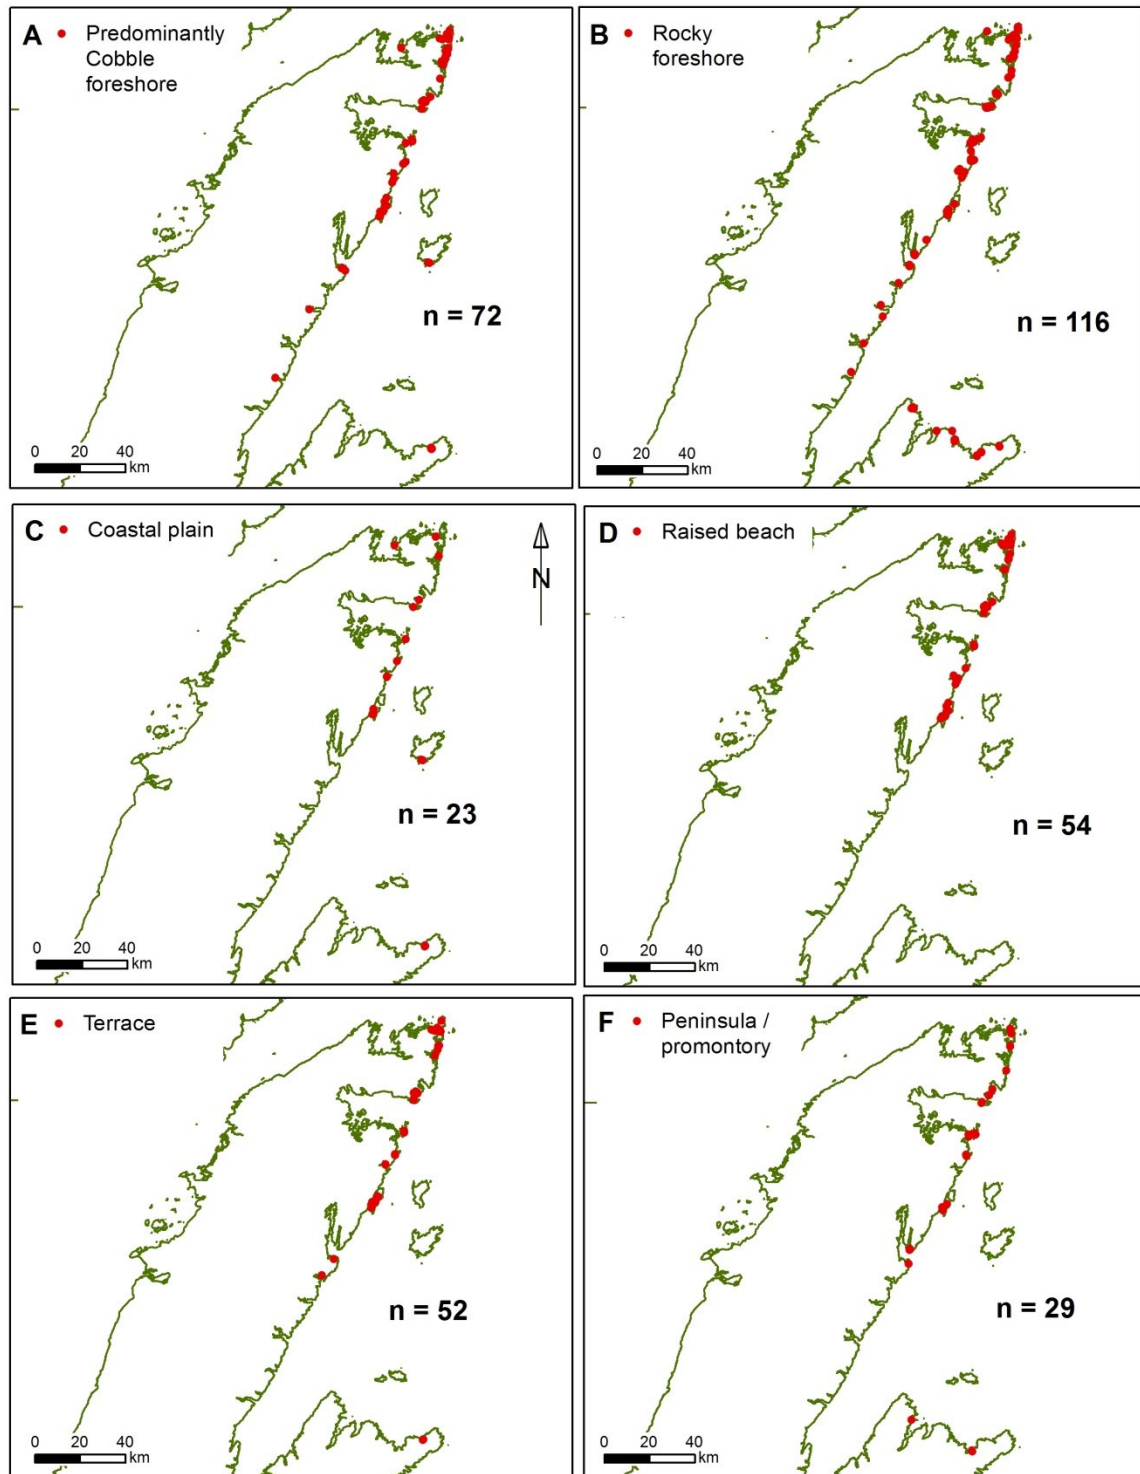 A Predominantly
Cobble
foreshore
n = 72
0 20 40
km
B Rocky
foreshore
n = 116
0 20 40
km
C Coastal plain
N
n = 23
0 20 40
km
D Raised beach
n = 54
0 20 40
km
E Terrace
n = 52
0 20 40
km
F Peninsula /
promontory
n = 29
0 20 40
km